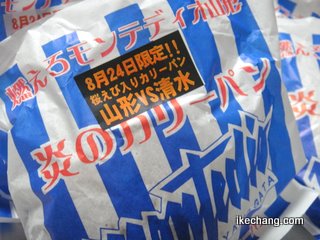 燃えろモンテディオ山形
8月24日限定!!
桜えび入りカリーパン
山形VS清水
炎のカリーパン
montedio
YAMAGATA
ikechang.com